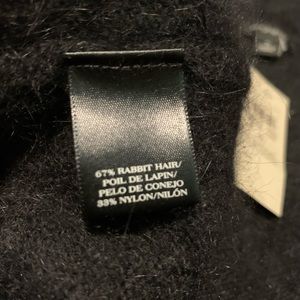 67% RABBIT HAIR/
POIL DE LAPIN/
PELO DE CONEJO
33% NYLON/NILÓN